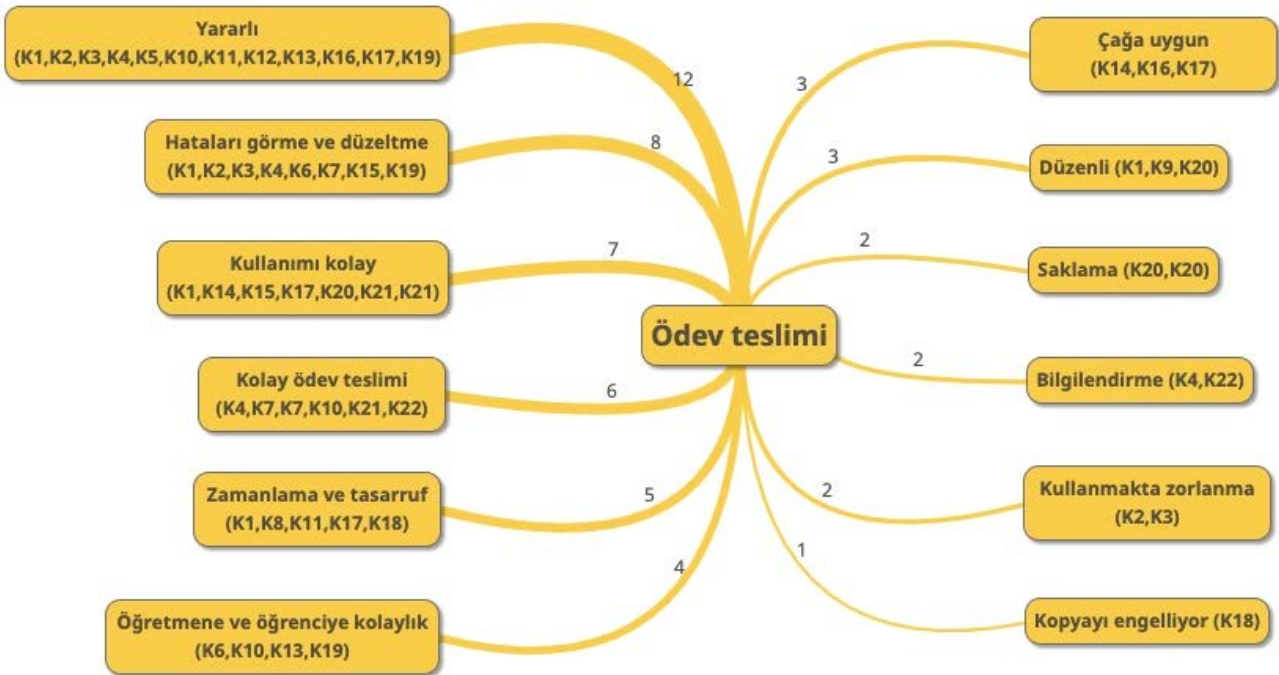 Yararlı
(K1,K2,K3,K4,K5,K10,K11,K12,K13,K16,K17,K19)
12
Hataları görme ve düzeltme
(K1,K2,K3,K4,K6,K7,K15,K19)
8
Kullanımı kolay
(K1,K14,K15,K17,K20,K21,K21)
7
Kolay ödev teslimi
(K4,K7,K7,K10,K21,K22)
6
Zamanlama ve tasarruf
(K1,K8,K11,K17,K18)
5
Öğretmene ve öğrenciye kolaylık
(K6,K10,K13,K19)
4
Ödev teslimi
3
Çağa uygun
(K14,K16,K17)
3
Düzenli (K1,K9,K20)
2
Saklama (K20,K20)
2
Bilgilendirme (K4,K22)
2
Kullanmakta zorlanma
(K2,K3)
1
Kopyayı engelliyor (K18)